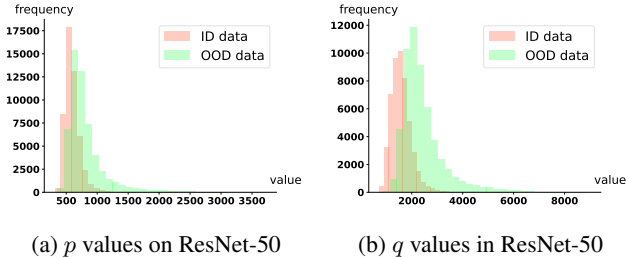 frequency
ID data
OOD data
17500
15000
12500
10000
7500
5000
2500
0
500 1000 1500 2000 2500 3000 3500
value
(a) p values on ResNet-50
frequency
ID data
OOD data
12000
10000
8000
6000
4000
2000
0
2000 4000 6000 8000
value
(b) q values in ResNet-50